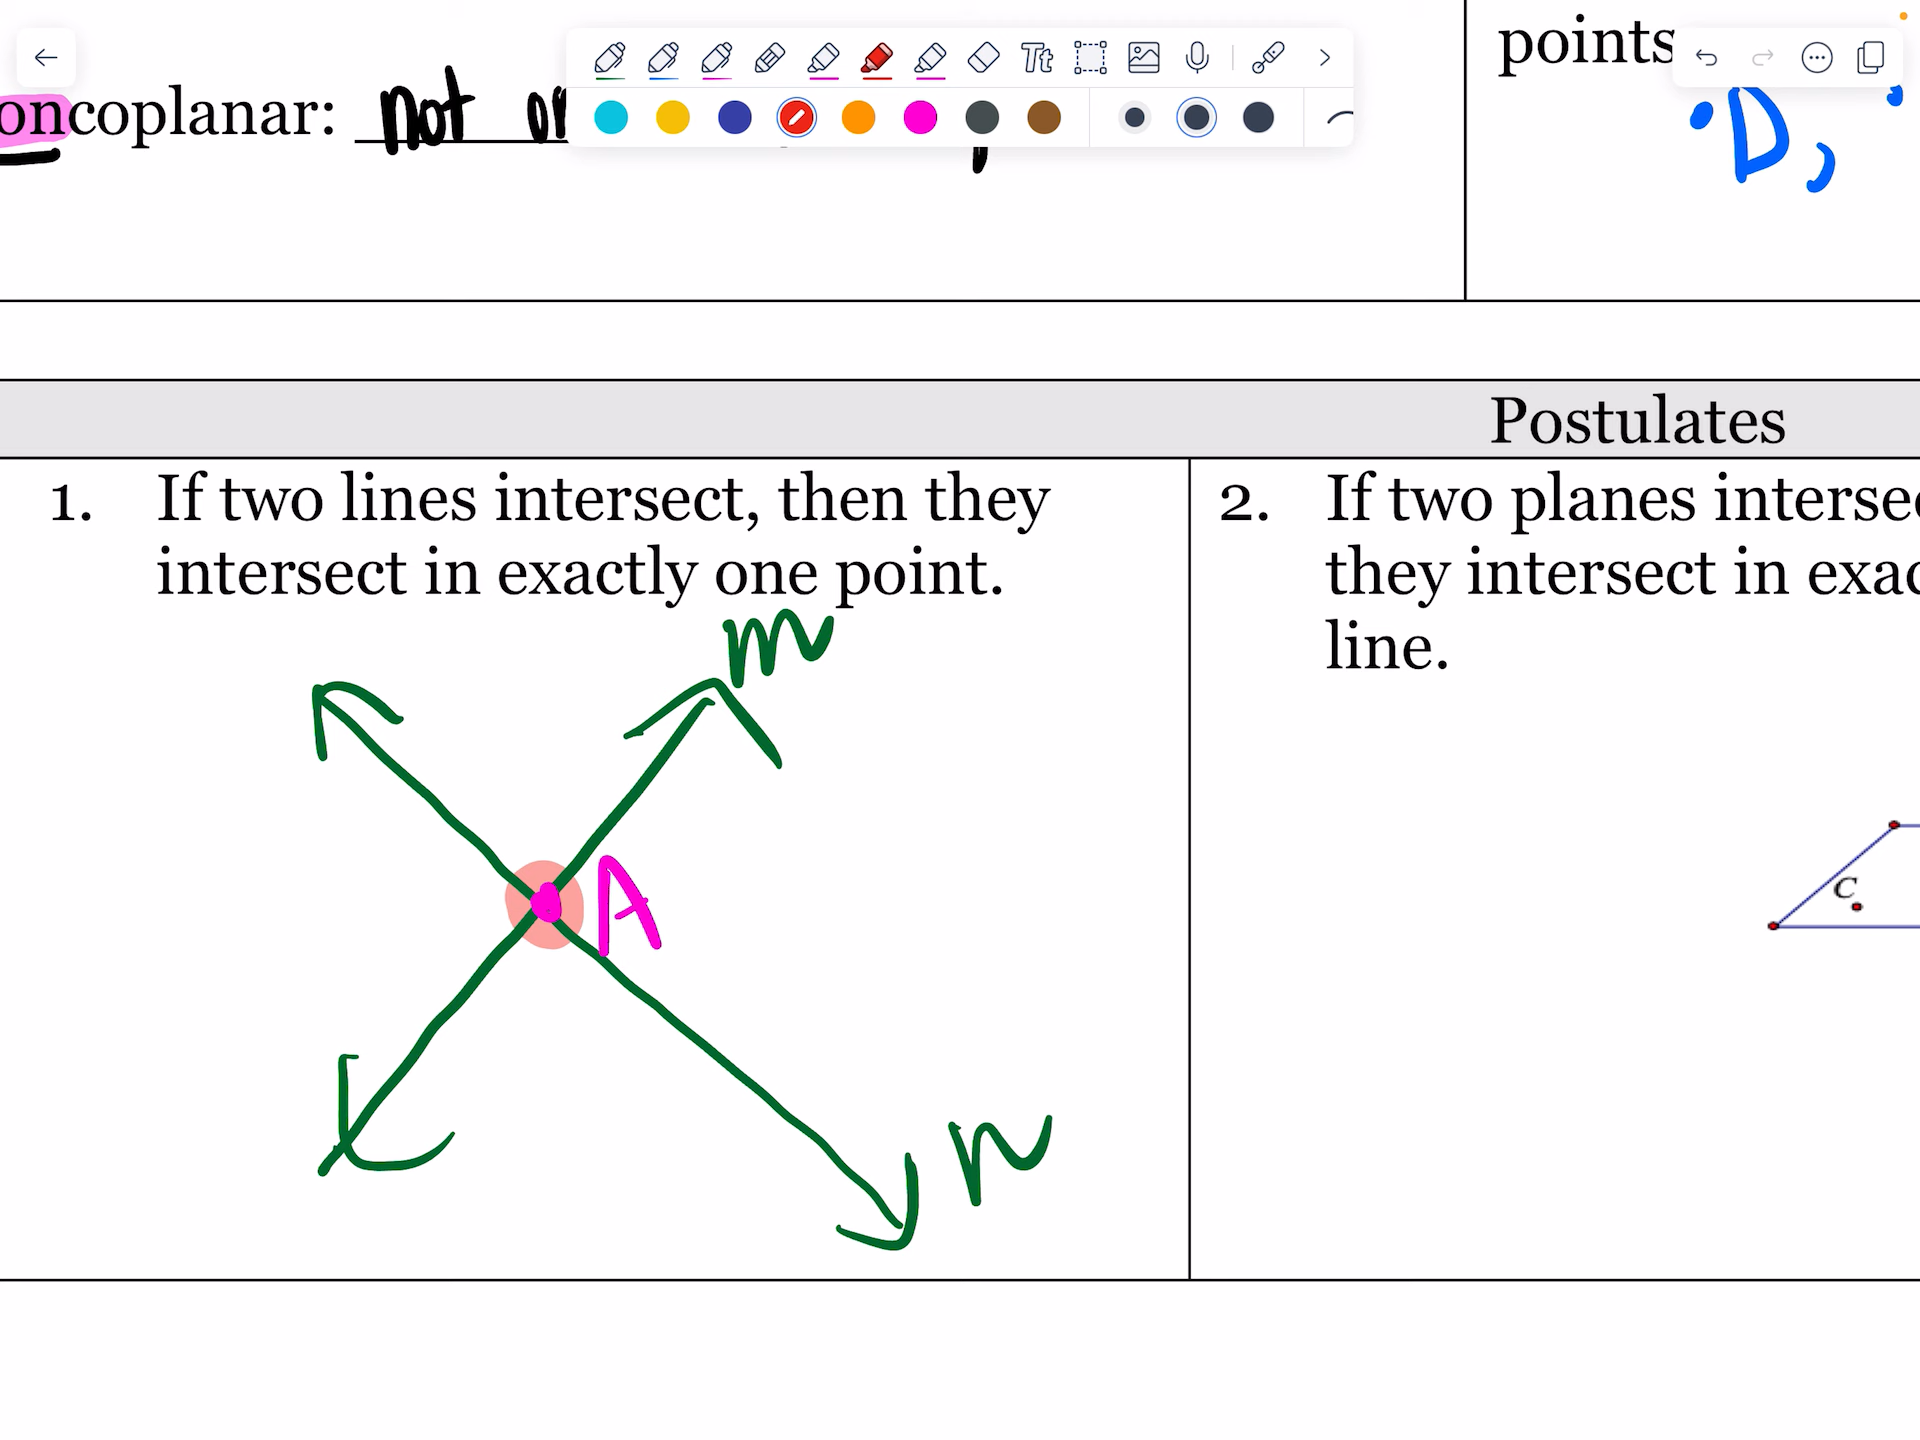 points
oncoplanar: not
D,
Tt
Postulates
1. If two lines intersect, then they
intersect in exactly one point.
m
A
n
2. If two planes interse
they intersect in exac
line.
C